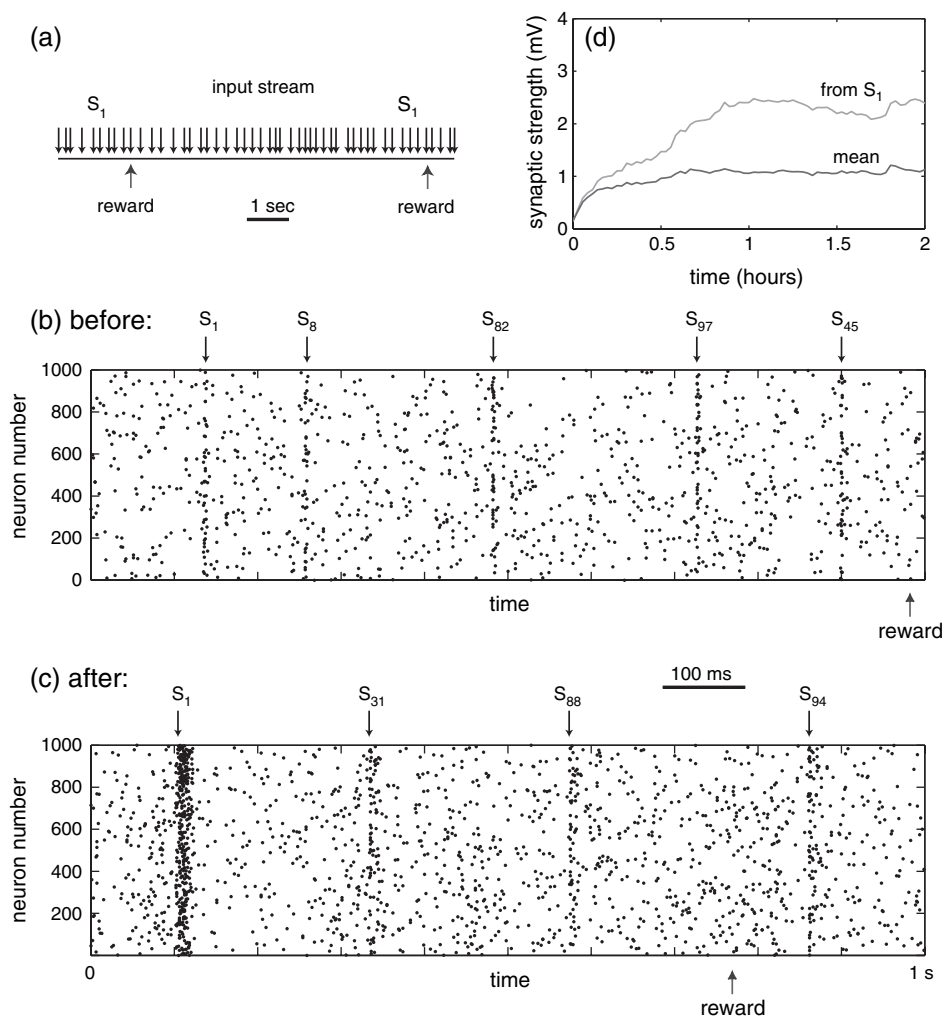 (a)
input stream
S1 S1
reward reward
1 sec
(d)
synaptic strength (mV)
4
3
2
1
0
from S1
mean
0 0.5 1 1.5 2
time (hours)
(b) before:
S1 S8 S82 S97 S45
neuron number
1000
800
600
400
200
0
time
reward
(c) after:
100 ms
S1 S31 S88 S94
neuron number
1000
800
600
400
200
0 time 1 s
reward